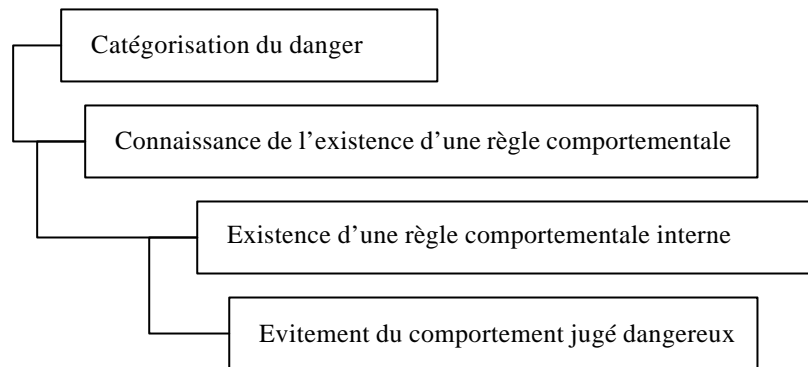 Catégorisation du danger
Connaissance de l’existence d’une règle comportementale
Existence d’une règle comportementale interne
Evitement du comportement jugé dangereux